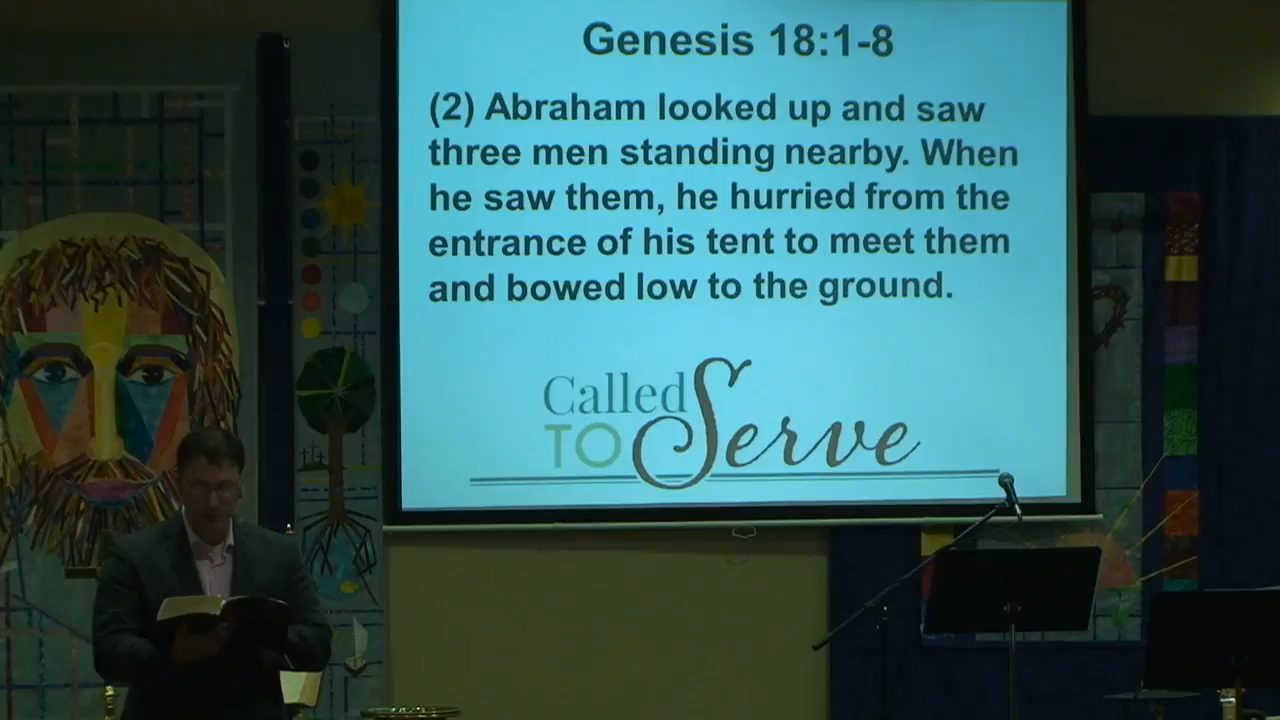 Genesis 18:1-8
(2) Abraham looked up and saw
three men standing nearby. When
he saw them, he hurried from the
entrance of his tent to meet them
and bowed low to the ground.
Called
TO Serve